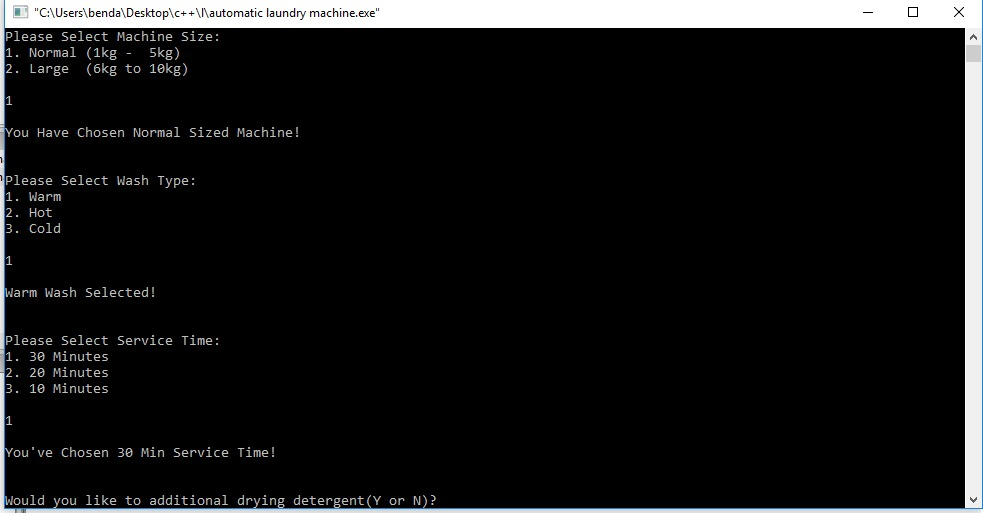 "C:\Users\benda\Desktop\c++\I\automatic laundry machine.exe"
Please Select Machine Size:
1. Normal (1kg -  5kg)
2. Large  (6kg to 10kg)
1
You Have Chosen Normal Sized Machine!
Please Select Wash Type:
1. Warm
2. Hot
3. Cold
1
Warm Wash Selected!
Please Select Service Time:
1. 30 Minutes
2. 20 Minutes
3. 10 Minutes
1
You've Chosen 30 Min Service Time!
Would you like to additional drying detergent(Y or N)?